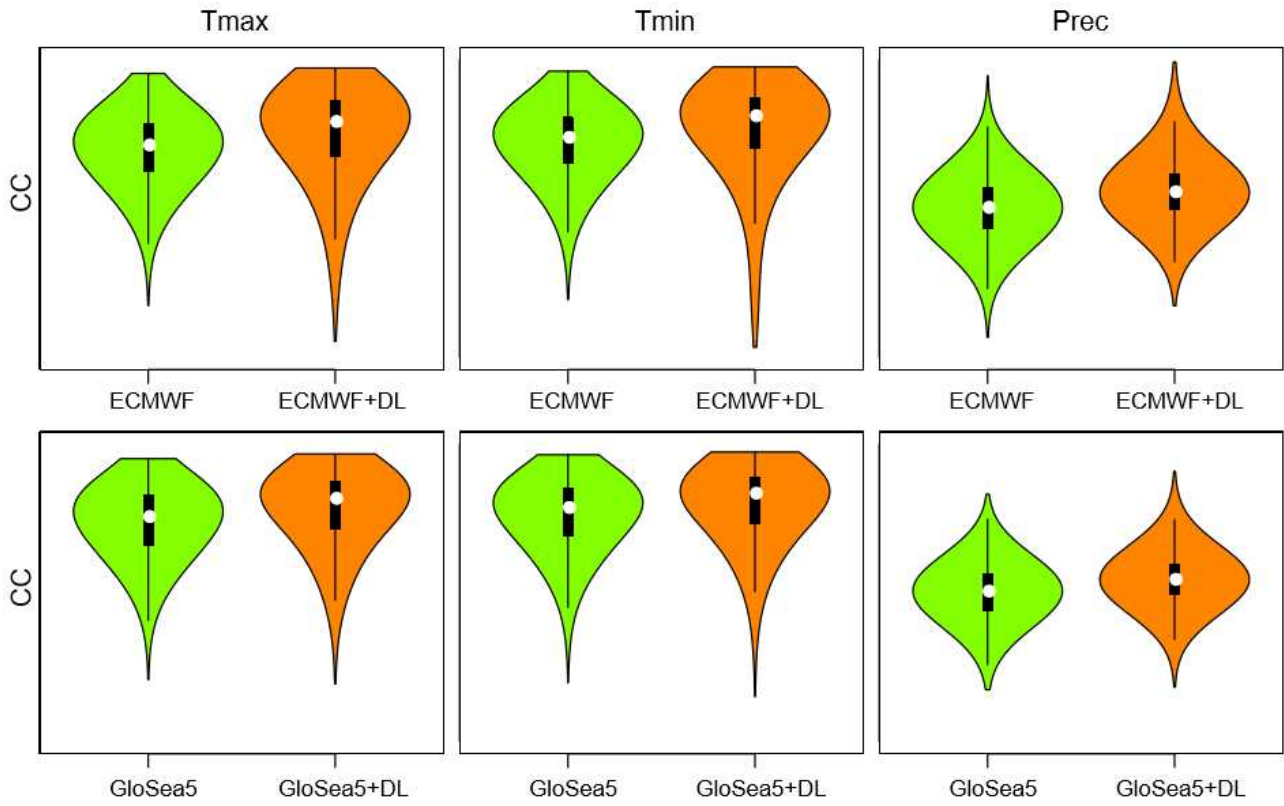 Tmax Tmin Prec
CC
ECMWF ECMWF+DL ECMWF ECMWF+DL ECMWF ECMWF+DL
CC
GloSea5 GloSea5+DL GloSea5 GloSea5+DL GloSea5 GloSea5+DL